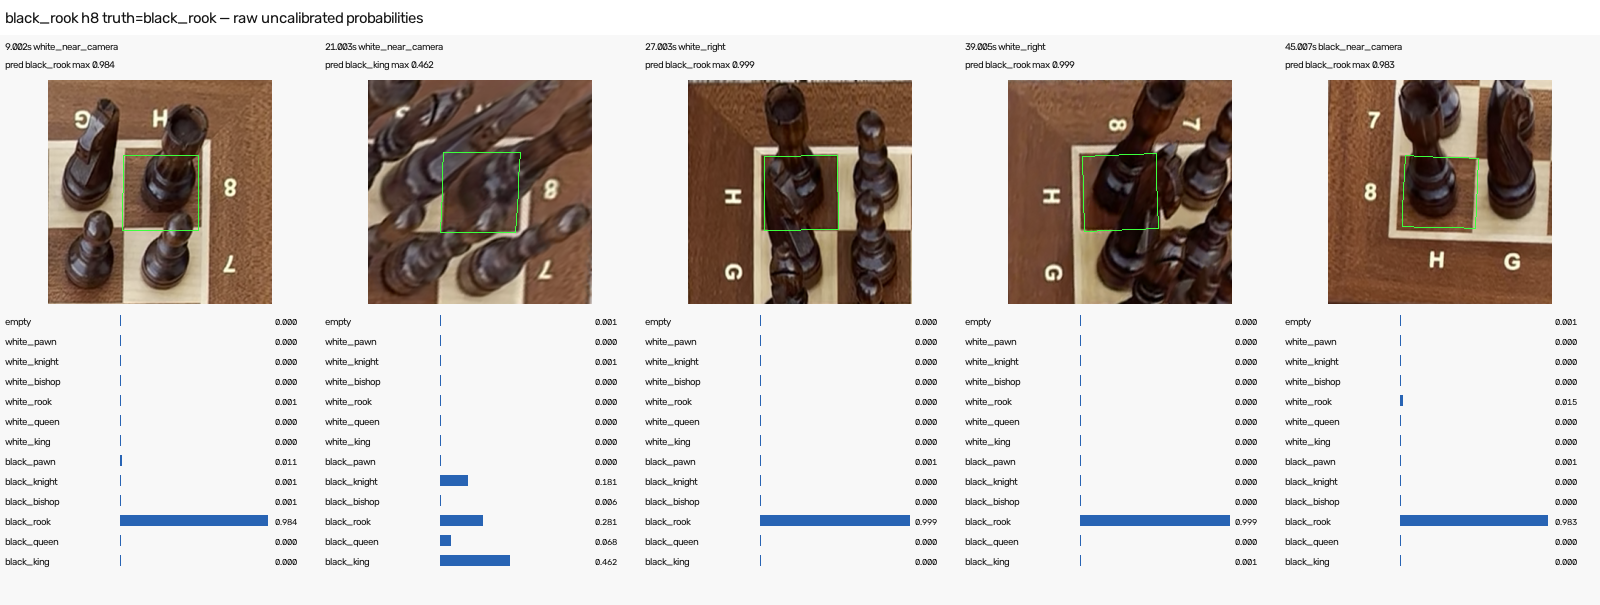 black_rook h8 truth=black_rook — raw uncalibrated probabilities
9.002s white_near_camera
pred black_rook max 0.984
G H
8
7
empty 0.000
white_pawn 0.000
white_knight 0.000
white_bishop 0.000
white_rook 0.001
white_queen 0.000
white_king 0.000
black_pawn 0.011
black_knight 0.001
black_bishop 0.001
black_rook 0.984
black_queen 0.000
black_king 0.000
21.003s white_near_camera
pred black_king max 0.462
8
7
empty 0.001
white_pawn 0.000
white_knight 0.001
white_bishop 0.000
white_rook 0.000
white_queen 0.000
white_king 0.000
black_pawn 0.000
black_knight 0.181
black_bishop 0.006
black_rook 0.281
black_queen 0.068
black_king 0.462
27.003s white_right
pred black_rook max 0.999
H
G
empty 0.000
white_pawn 0.000
white_knight 0.000
white_bishop 0.000
white_rook 0.000
white_queen 0.000
white_king 0.000
black_pawn 0.001
black_knight 0.000
black_bishop 0.000
black_rook 0.999
black_queen 0.000
black_king 0.000
39.005s white_right
pred black_rook max 0.999
8 7
H
G
empty 0.000
white_pawn 0.000
white_knight 0.000
white_bishop 0.000
white_rook 0.000
white_queen 0.000
white_king 0.000
black_pawn 0.000
black_knight 0.000
black_bishop 0.000
black_rook 0.999
black_queen 0.000
black_king 0.001
45.007s black_near_camera
pred black_rook max 0.983
7
8
H G
empty 0.001
white_pawn 0.000
white_knight 0.000
white_bishop 0.000
white_rook 0.015
white_queen 0.000
white_king 0.000
black_pawn 0.001
black_knight 0.000
black_bishop 0.000
black_rook 0.983
black_queen 0.000
black_king 0.000